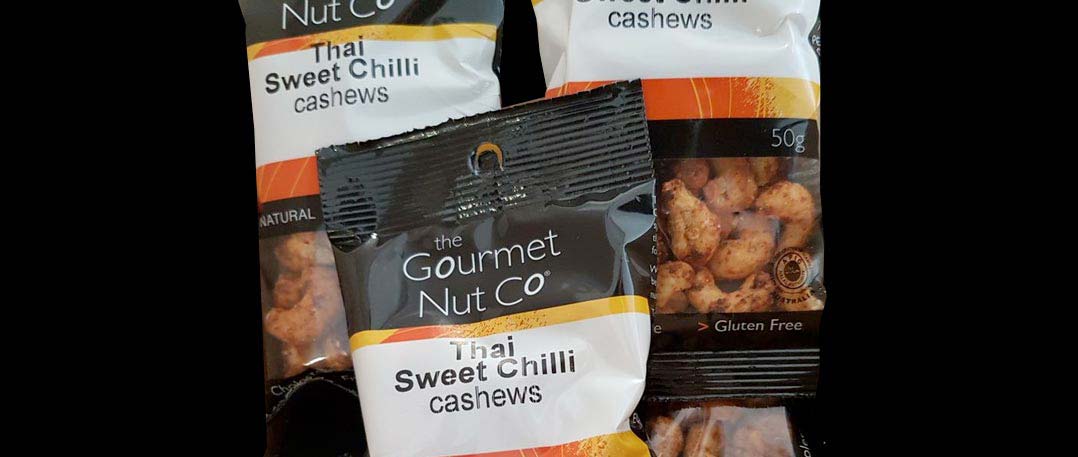 Nut Co
Thai
Sweet Chilli
cashews
NATURAL
Sweet Chilli
cashews
50g
AUSTRALIA
> Gluten Free
the
Gourmet
Nut Co®
Thai
Sweet Chilli
cashews